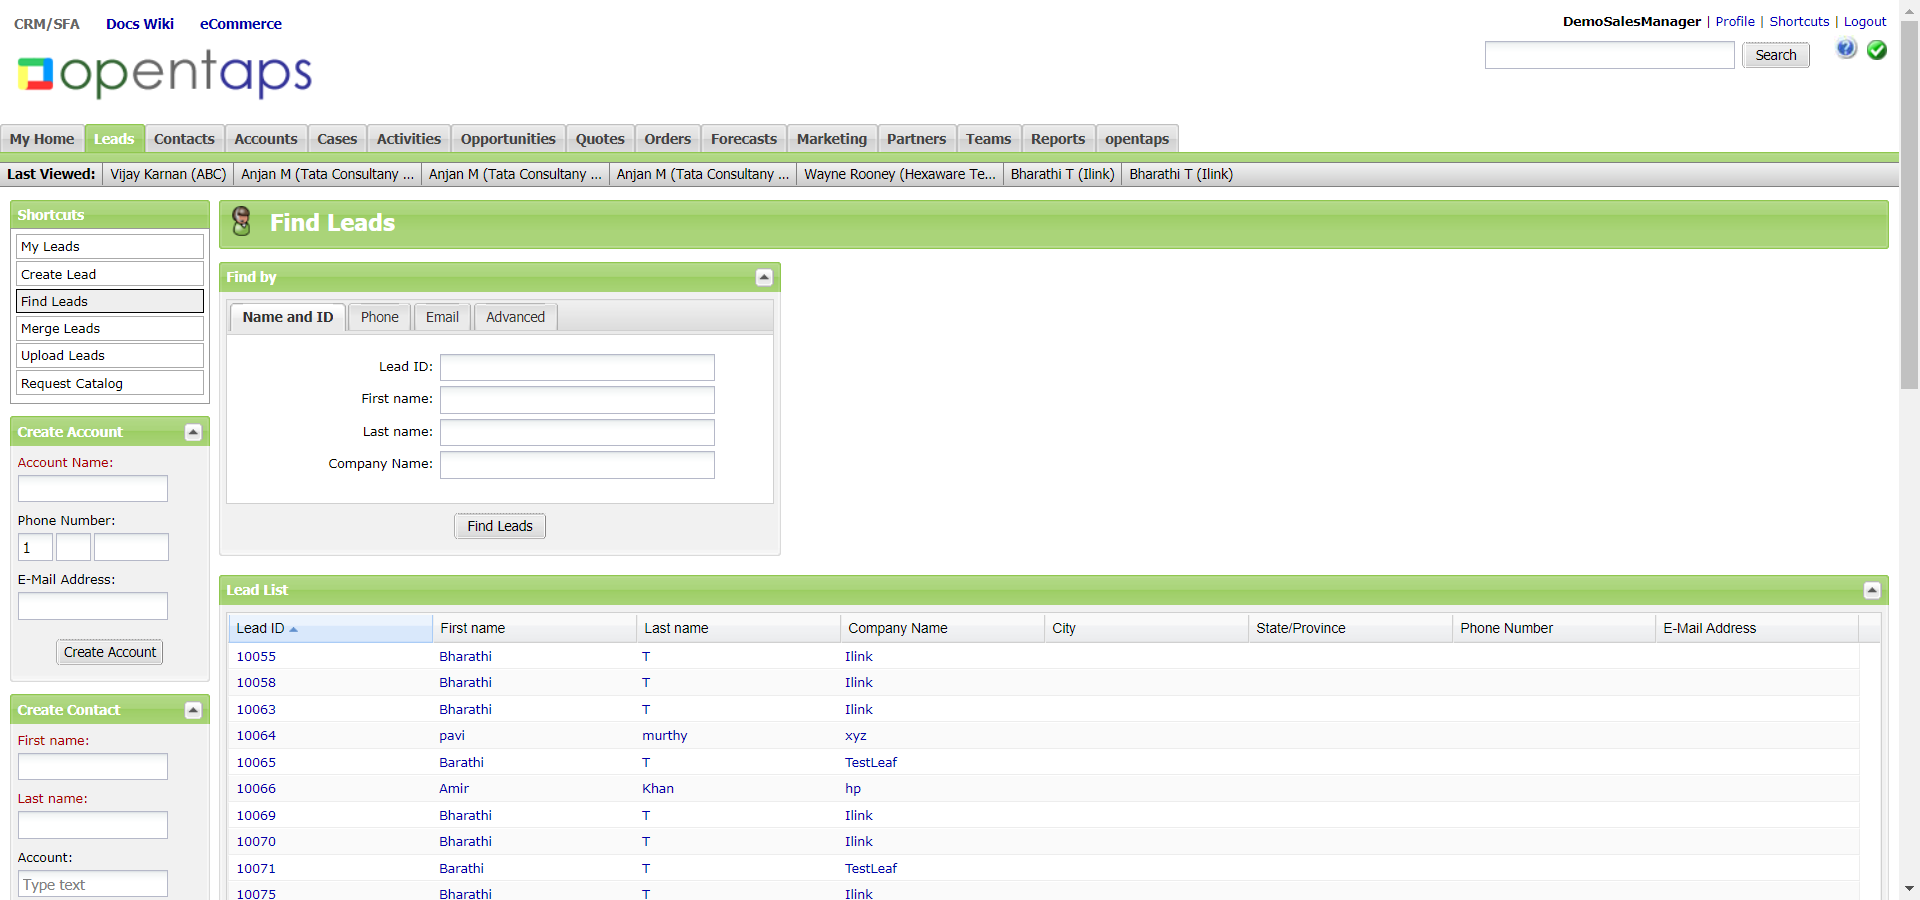 CRM/SFA Docs Wiki eCommerce
DemoSalesManager | Profile | Shortcuts | Logout
opentaps
Search
My Home Leads Contacts Accounts Cases Activities Opportunities Quotes Orders Forecasts Marketing Partners Teams Reports opentaps
Last Viewed: Vijay Karnan (ABC) Anjan M (Tata Consultany ... Anjan M (Tata Consultany ... Anjan M (Tata Consultany ... Wayne Rooney (Hexaware Te... Bharathi T (Ilink) Bharathi T (Ilink)
Shortcuts
My Leads
Create Lead
Find Leads
Merge Leads
Upload Leads
Request Catalog
Create Account
Account Name:
Phone Number:
1
E-Mail Address:
Create Account
Create Contact
First name:
Last name:
Account:
Type text
Find Leads
Find by
Name and ID Phone Email Advanced
Lead ID:
First name:
Last name:
Company Name:
Find Leads
Lead List
Lead ID First name Last name Company Name City State/Province Phone Number E-Mail Address
10055 Bharathi T Ilink
10058 Bharathi T Ilink
10063 Bharathi T Ilink
10064 pavi murthy xyz
10065 Barathi T TestLeaf
10066 Amir Khan hp
10069 Bharathi T Ilink
10070 Bharathi T Ilink
10071 Barathi T TestLeaf
10075 Bharathi T Ilink